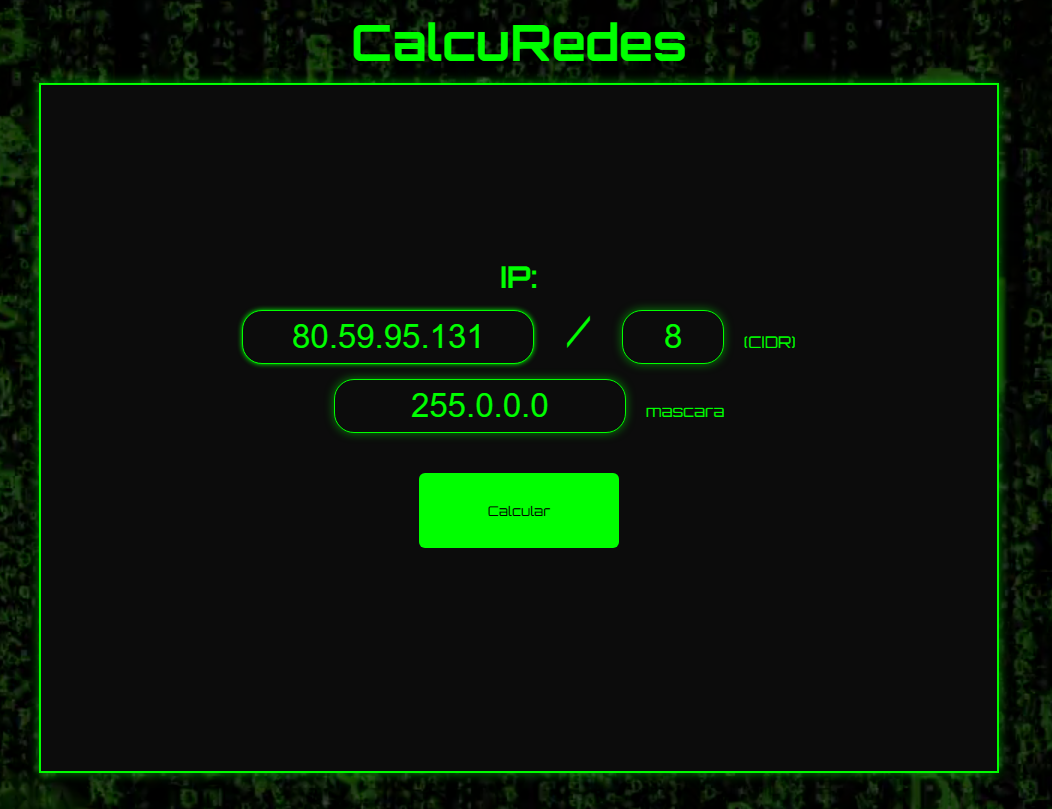 CalcuRedes
IP:
80.59.95.131 / 8 (CIDR)
255.0.0.0 mascara
Calcular